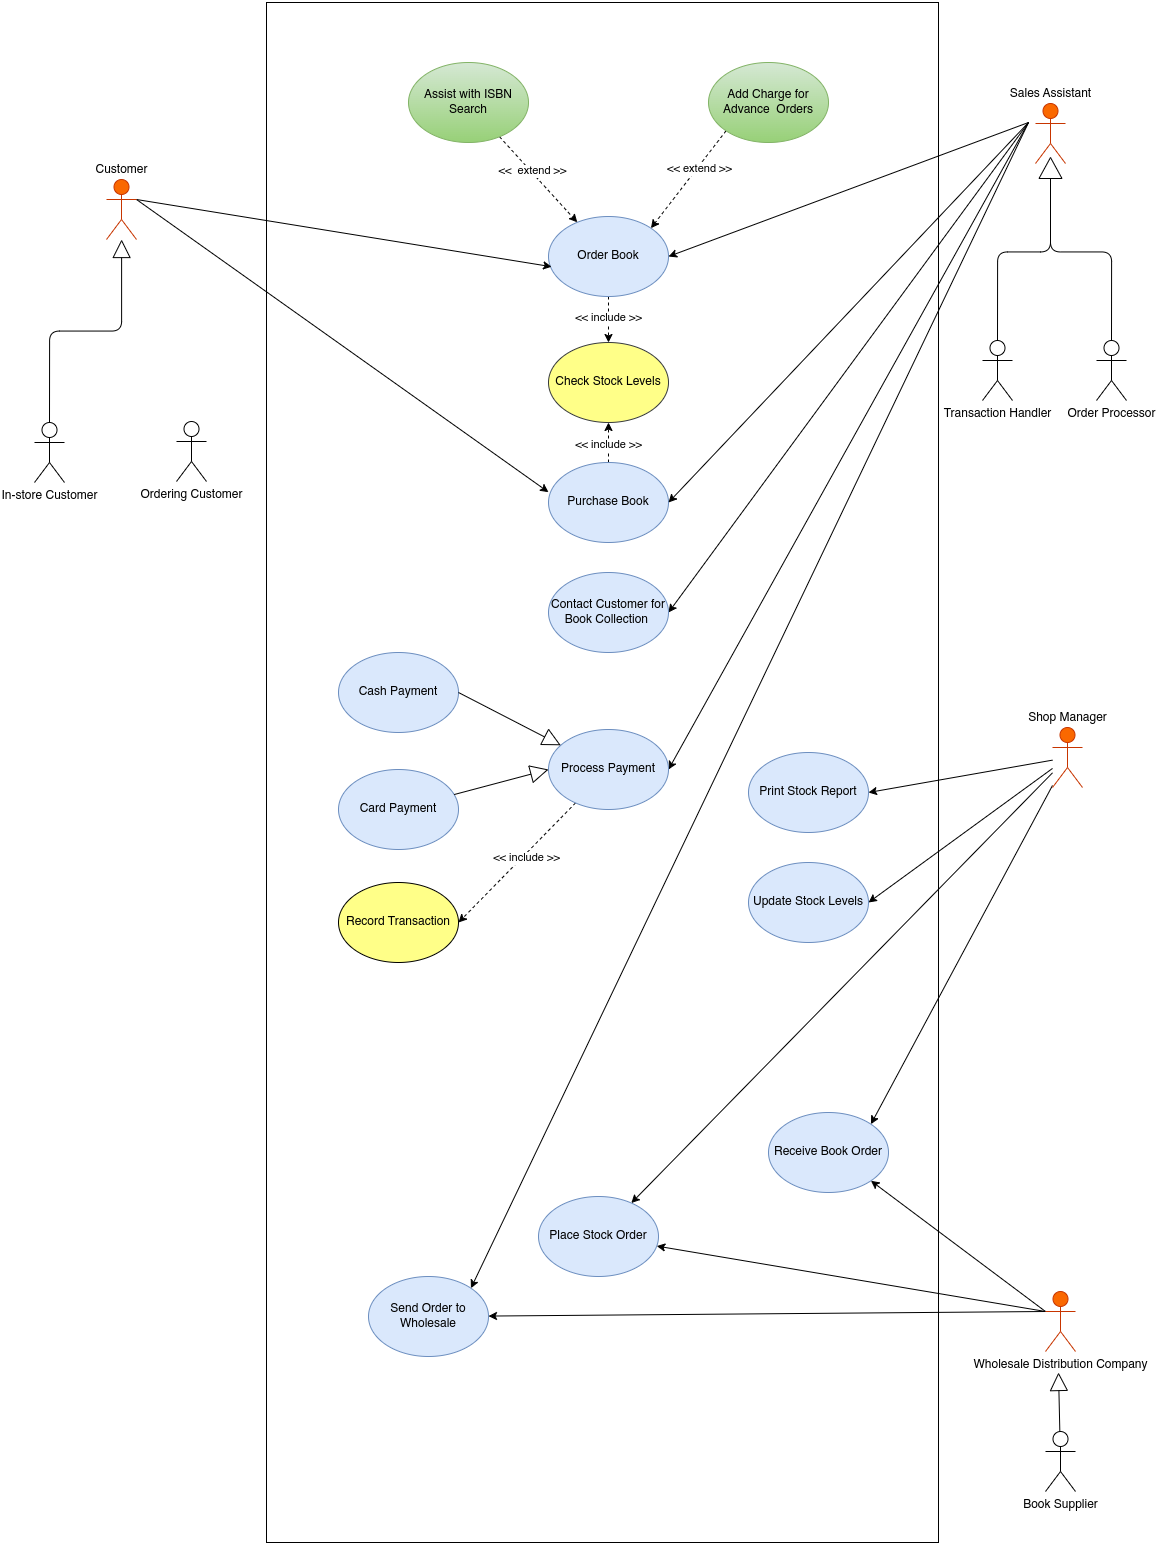 Assist with ISBN
Search
Add Charge for
Advance Orders
Sales Assistant
Customer
<< extend >>
<< extend >>
Order Book
<< include >>
Check Stock Levels
Transaction Handler
Order Processor
<< include >>
In-store Customer
Ordering Customer
Purchase Book
Contact Customer for
Book Collection
Cash Payment
Shop Manager
Process Payment
Print Stock Report
Card Payment
<< include >>
Update Stock Levels
Record Transaction
Receive Book Order
Place Stock Order
Send Order to
Wholesale
Wholesale Distribution Company
Book Supplier